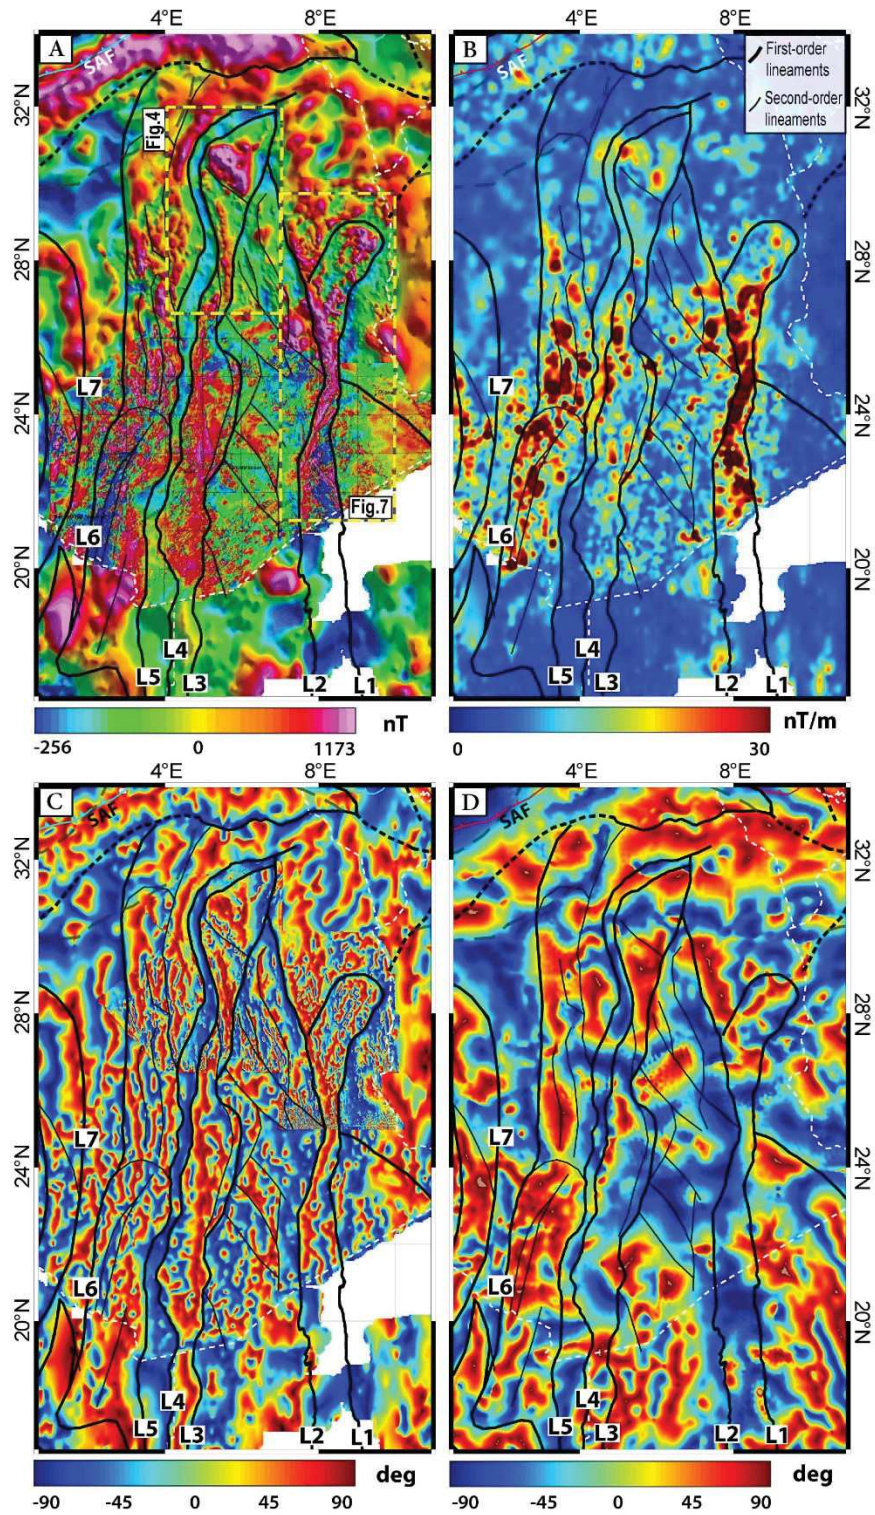 4°E 8°E
4°E 8°E
A
SAF
B
SAF
First-order
lineaments
Second-order
lineaments
32°N
28°N
24°N
20°N
Fig.4
Fig.7
L7
L6
L5
L4
L3
L2
L1
32°N
28°N
24°N
20°N
L7
L6
L5
L4
L3
L2
L1
-256 0 1173 nT
0 30 nT/m
4°E 8°E
4°E 8°E
C
SAF
D
SAF
32°N
28°N
24°N
20°N
L7
L6
L5
L4
L3
L2
L1
32°N
28°N
24°N
20°N
L7
L6
L5
L4
L3
L2
L1
-90 -45 0 45 90 deg
-90 -45 0 45 90 deg